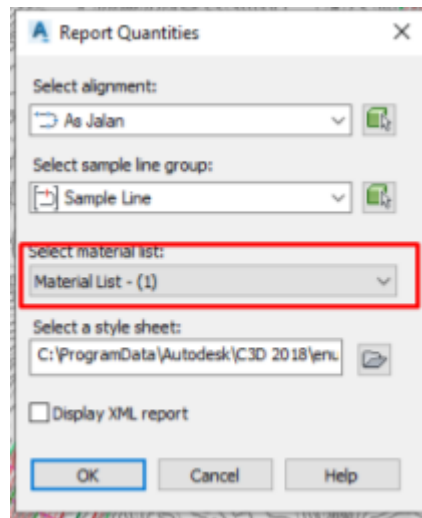 Report Quantities
Select alignment:
As Jalan
Select sample line group:
Sample Line
Select material list:
Material List - (1)
Select a style sheet:
C:\ProgramData\Autodesk\C3D 2018\enu.
Display XML report
OK Cancel Help